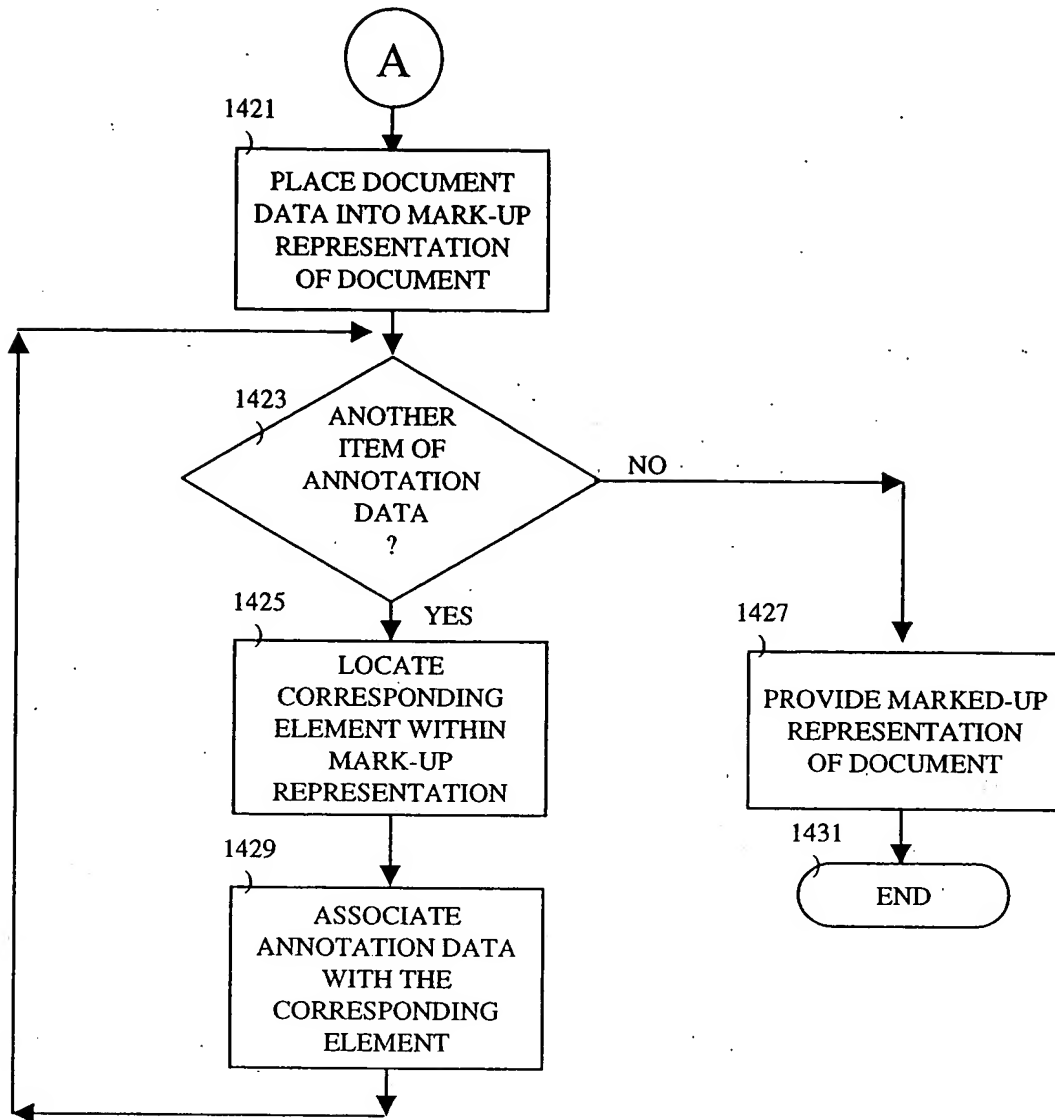 A
1421
PLACE DOCUMENT
DATA INTO MARK-UP
REPRESENTATION
OF DOCUMENT
1423
ANOTHER
ITEM OF
ANNOTATION
DATA
?
NO
YES
1425
LOCATE
CORRESPONDING
ELEMENT WITHIN
MARK-UP
REPRESENTATION
1427
PROVIDE MARKED-UP
REPRESENTATION
OF DOCUMENT
1429
ASSOCIATE
ANNOTATION DATA
WITH THE
CORRESPONDING
ELEMENT
1431
END